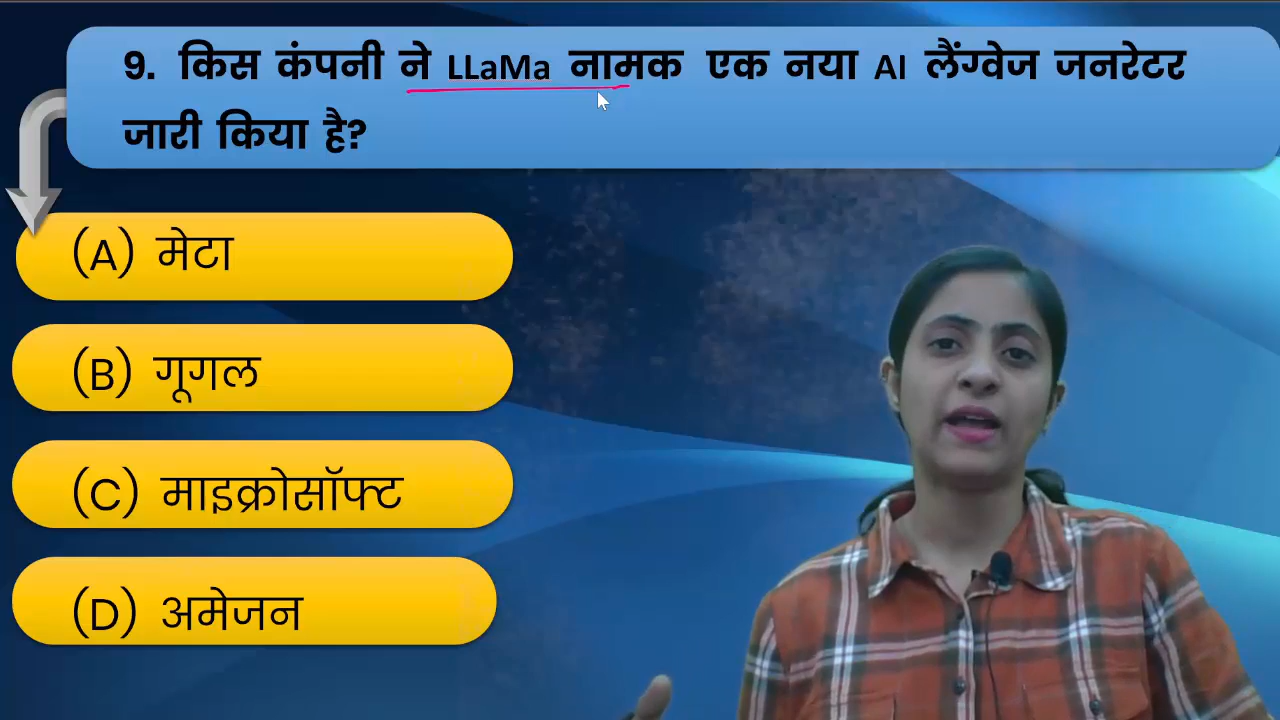 9. किस कंपनी ने LLaMa नामक एक नया AI लैंग्वेज जनरेटर
जारी किया है?
(A) मेटा
(B) गूगल
(C) माइक्रोसॉफ्ट
(D) अमेजन